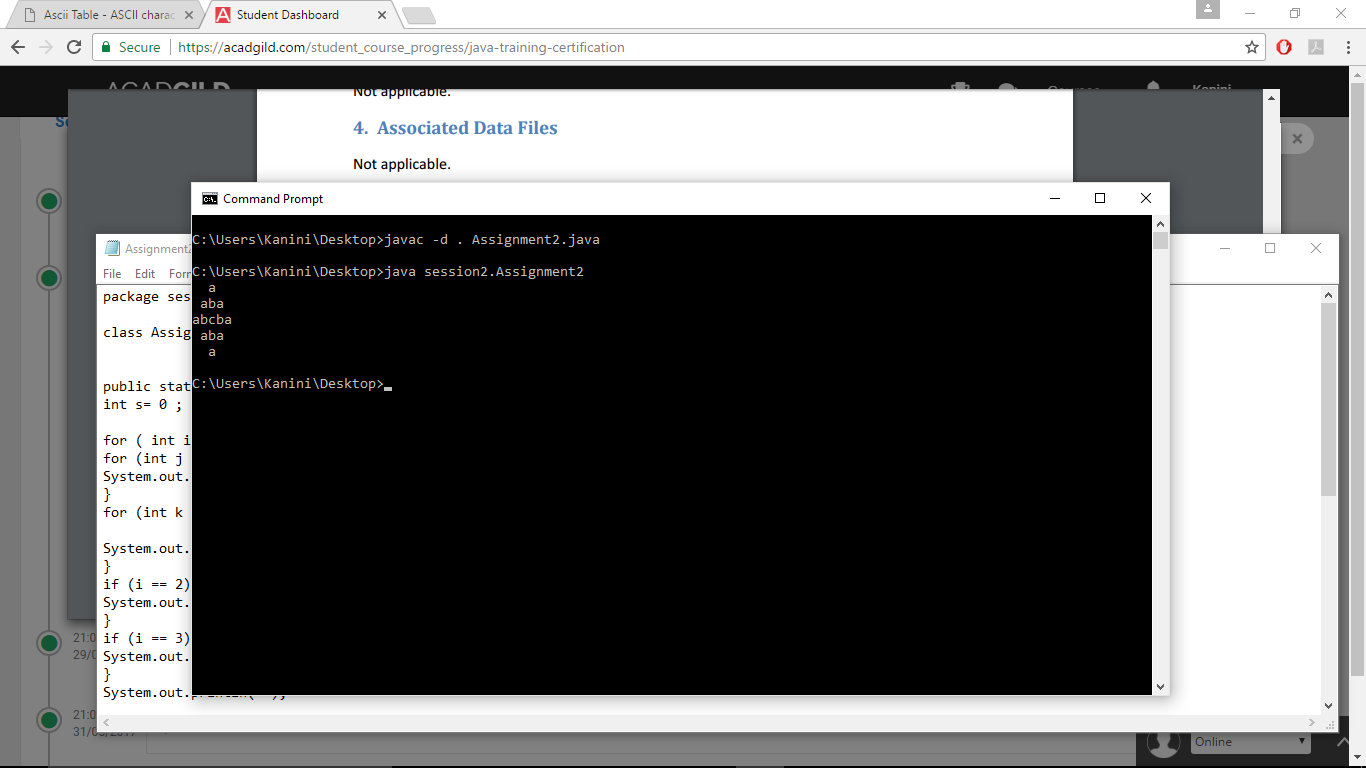 Ascii Table - ASCII charac
Student Dashboard
Secure
https://acadgild.com/student_course_progress/java-training-certification
ACADGILD
Courses
Kanini
Not applicable.
4. Associated Data Files
Not applicable.
Command Prompt
C:\Users\Kanini\Desktop>javac -d . Assignment2.java
C:\Users\Kanini\Desktop>java session2.Assignment2
  a
 aba
abcba
 aba
  a
C:\Users\Kanini\Desktop>
Assignment2
File Edit Form
package ses
class Assig
public stat
int s= 0 ;
for ( int i
for (int j
System.out.
}
for (int k
System.out.
}
if (i == 2)
System.out.
}
if (i == 3)
System.out.
}
System.out.println(" );
21:0
29/0
21:0
Online